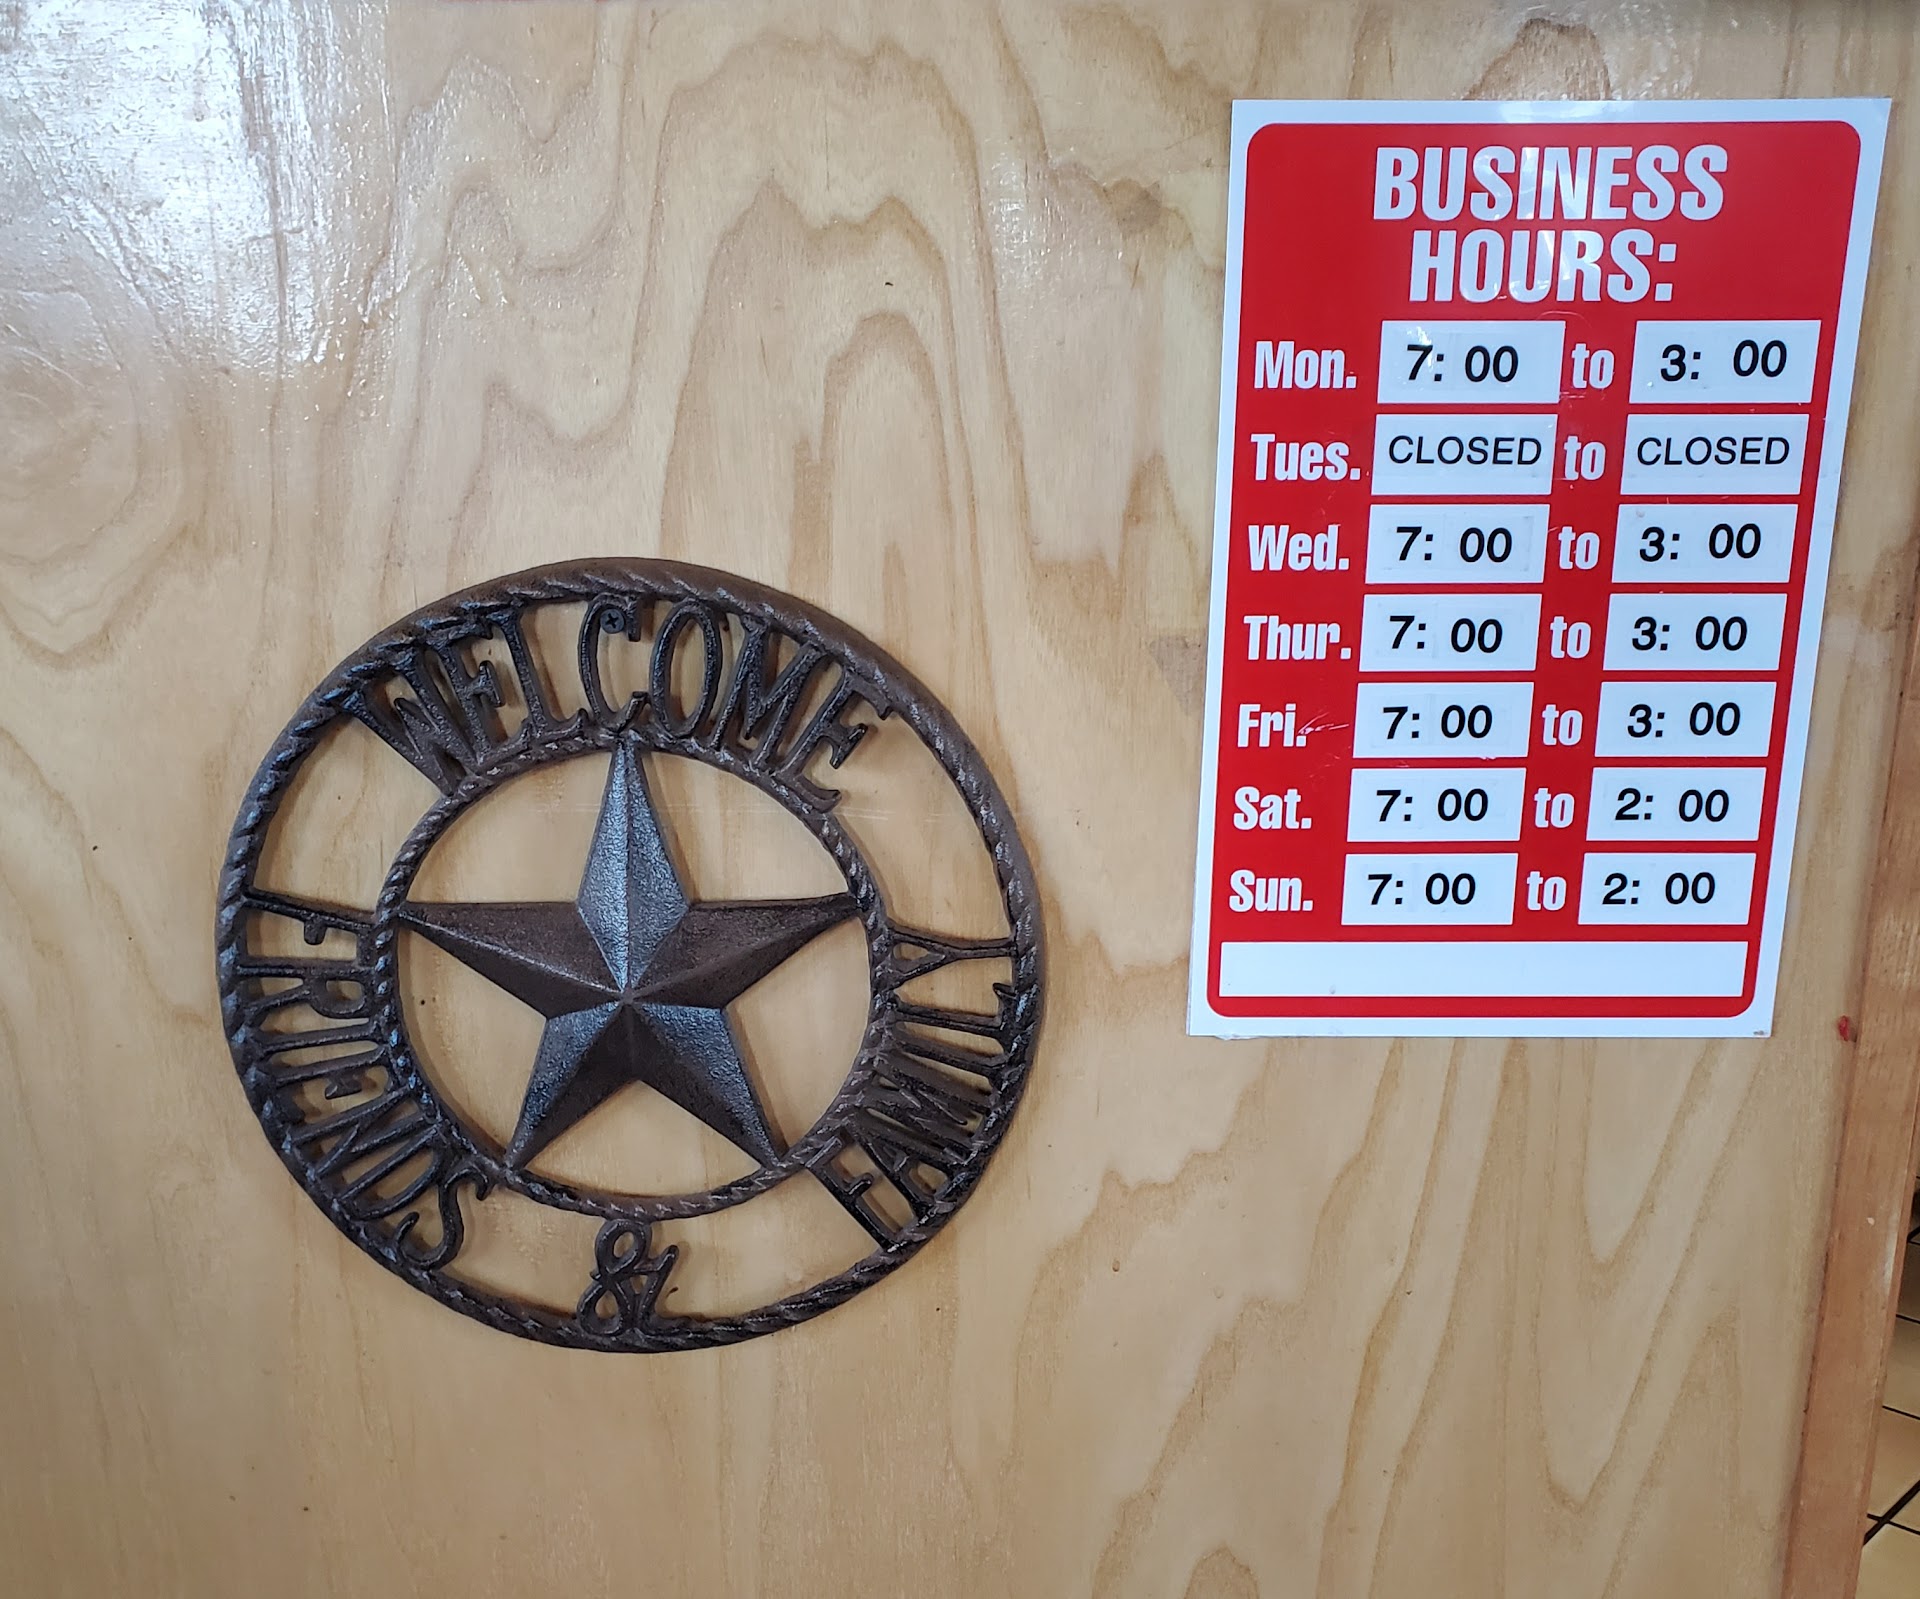 WELCOME
FRIENDS
&
FAMILY
BUSINESS
HOURS:
Mon. 7: 00 to 3: 00
Tues. CLOSED to CLOSED
Wed. 7: 00 to 3: 00
Thur. 7: 00 to 3: 00
Fri. 7: 00 to 3: 00
Sat. 7: 00 to 2: 00
Sun. 7: 00 to 2: 00